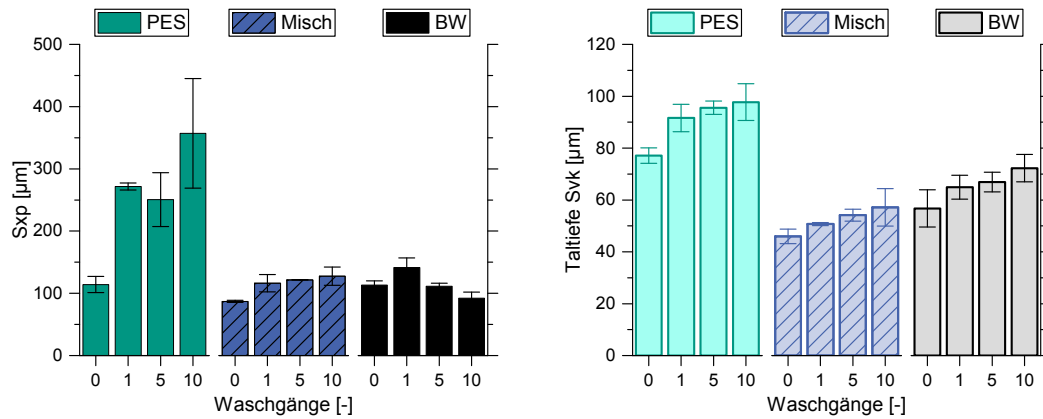 PES Misch BW
Sxp [µm]
500
400
300
200
100
0
0 1 5 10 0 1 5 10 0 1 5 10
Waschgänge [-]
PES Misch BW
Taltiefe Svk [µm]
120
100
80
60
40
20
0
0 1 5 10 0 1 5 10 0 1 5 10
Waschgänge [-]